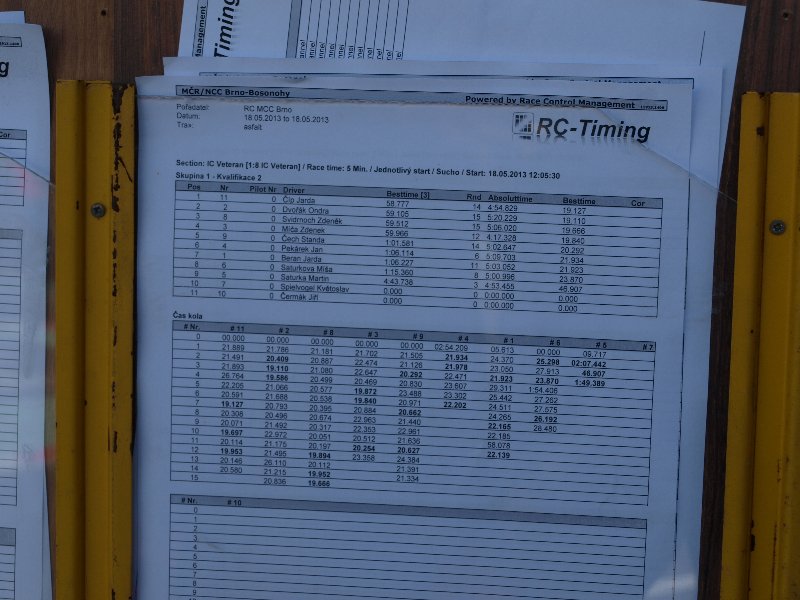 Timing
MČR/NCC Brno-Bosonohy Powered by Race Control Management
Pořadatel: RC MCC Brno
Datum: 18.05.2013 to 18.05.2013
Trať: asfalt
RC-Timing
Section: IC Veteran [1:8 IC Veteran] / Race time: 5 Min. / Jednotlivý start / Sucho / Start: 18.05.2013 12:05:30
Skupina 1 - Kvalifikace 2
Pos Nr Pilot Nr Driver Besttime [3] Rnd Absoluttime Besttime Cor
1 11 0 Číp Jarda 58.777 14 4:54.829 19.127
2 2 0 Dvořák Ondra 59.105 15 5:20.229 19.110
3 8 0 Svidrnoch Zdeněk 59.512 15 5:06.020 19.666
4 3 0 Míča Zdenek 59.966 12 4:17.328 19.840
5 9 0 Čech Standa 1:01.581 14 5:02.647 20.292
6 4 0 Pekárek Jan 1:06.114 6 5:09.703 21.934
7 1 0 Beran Jarda 1:06.227 11 5:03.052 21.923
8 6 0 Saturkova Míša 1:15.360 8 5:00.996 23.870
9 5 0 Saturka Martin 4:43.738 3 4:53.455 46.907
10 7 0 Spielvogel Květoslav 0.000 0 0:00.000 0.000
11 10 0 Čermák Jiří 0.000 0 0:00.000 0.000
Čas kola
# Nr. # 11 # 2 # 8 # 3 # 9 # 4 # 1 # 6 # 5 # 7
0 00.000 00.000 00.000 00.000 00.000 02:54.209 05.613 00.000 09.717
1 21.889 21.786 21.181 21.702 21.505 21.934 24.370 25.298 02:07.442
2 21.491 20.409 20.887 22.474 21.126 21.978 23.050 27.913 46.907
3 21.893 19.110 21.080 22.647 20.292 22.471 21.923 23.870 1:49.389
4 26.764 19.586 20.499 20.469 20.830 23.607 29.311 1:54.406
5 22.205 21.066 20.577 19.872 23.488 23.302 25.442 27.262
6 20.591 21.688 20.538 19.840 20.971 22.202 24.511 27.575
7 19.127 20.793 20.395 20.884 20.662 24.265 26.192
8 20.308 20.496 20.674 22.963 21.440 22.165 28.480
9 20.071 21.492 20.317 22.353 22.961 22.185
10 19.697 22.972 20.051 20.512 21.636 58.078
11 20.114 21.175 20.197 20.254 20.627 22.139
12 19.953 21.495 19.894 23.358 24.384
13 20.146 26.110 20.112 21.391
14 20.580 21.215 19.952 21.334
15 20.836 19.666
# Nr. # 10
0
1
2
3
4
5
6
7
8
9